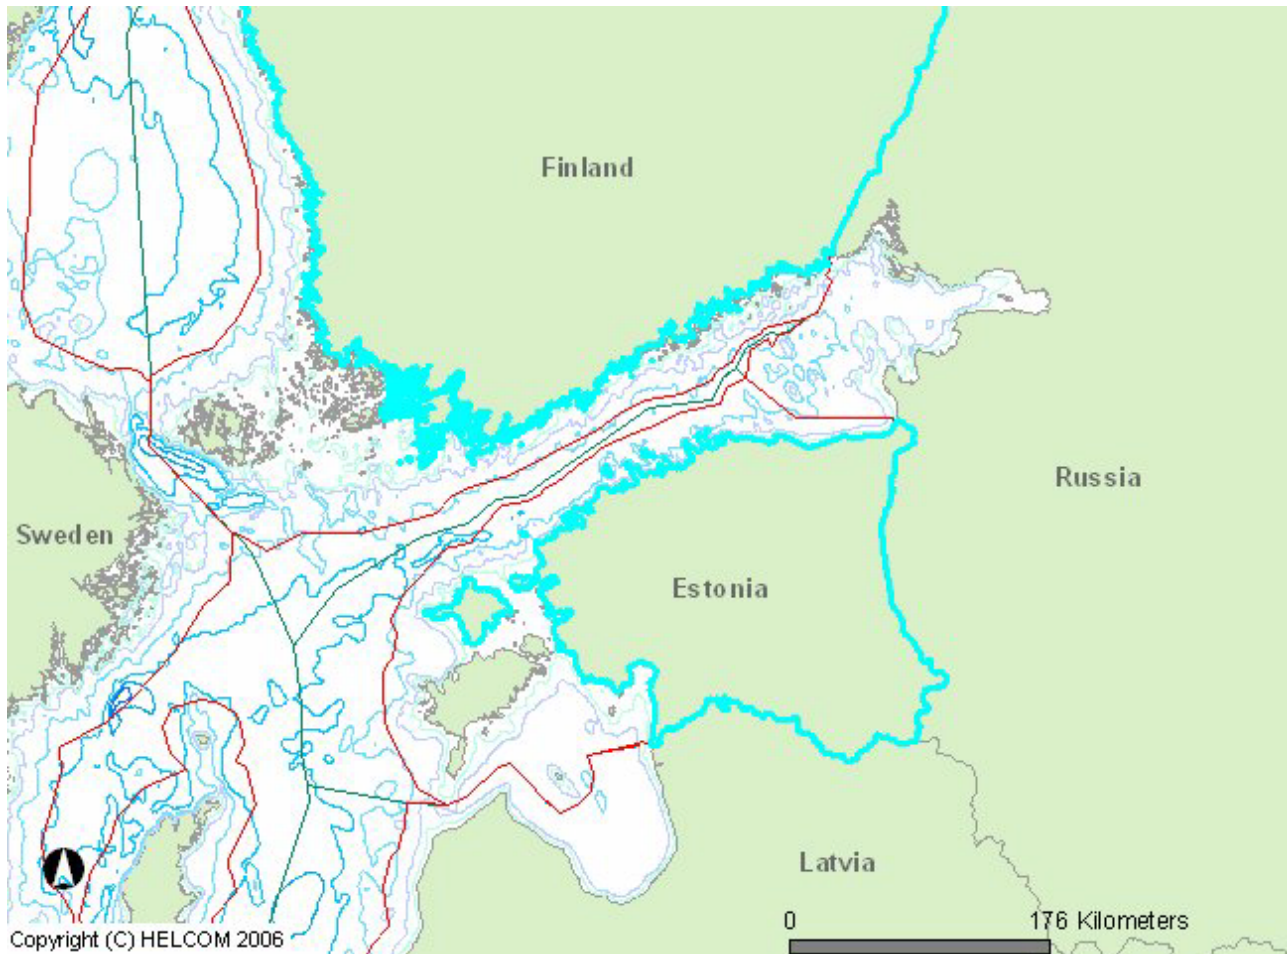 Finland
Russia
Sweden
Estonia
Latvia
0 176 Kilometers
Copyright (C) HELCOM 2006